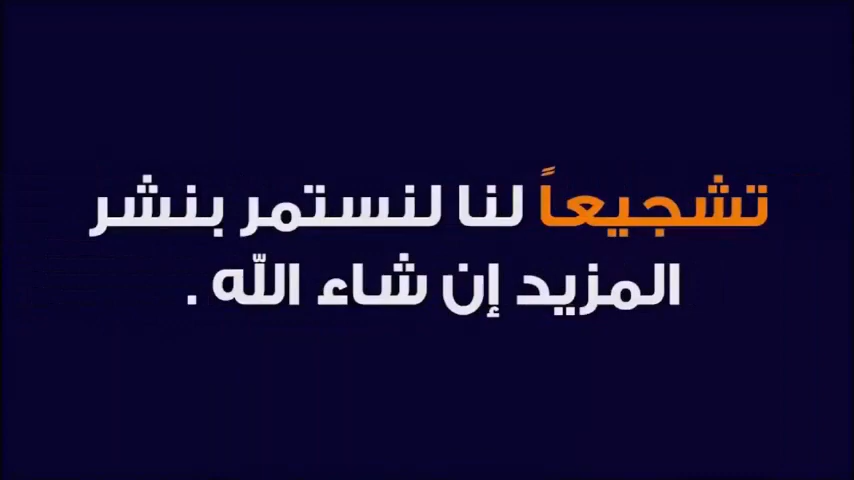 تشجيعاً لنا لنستمر بنشر
المزيد إن شاء الله .